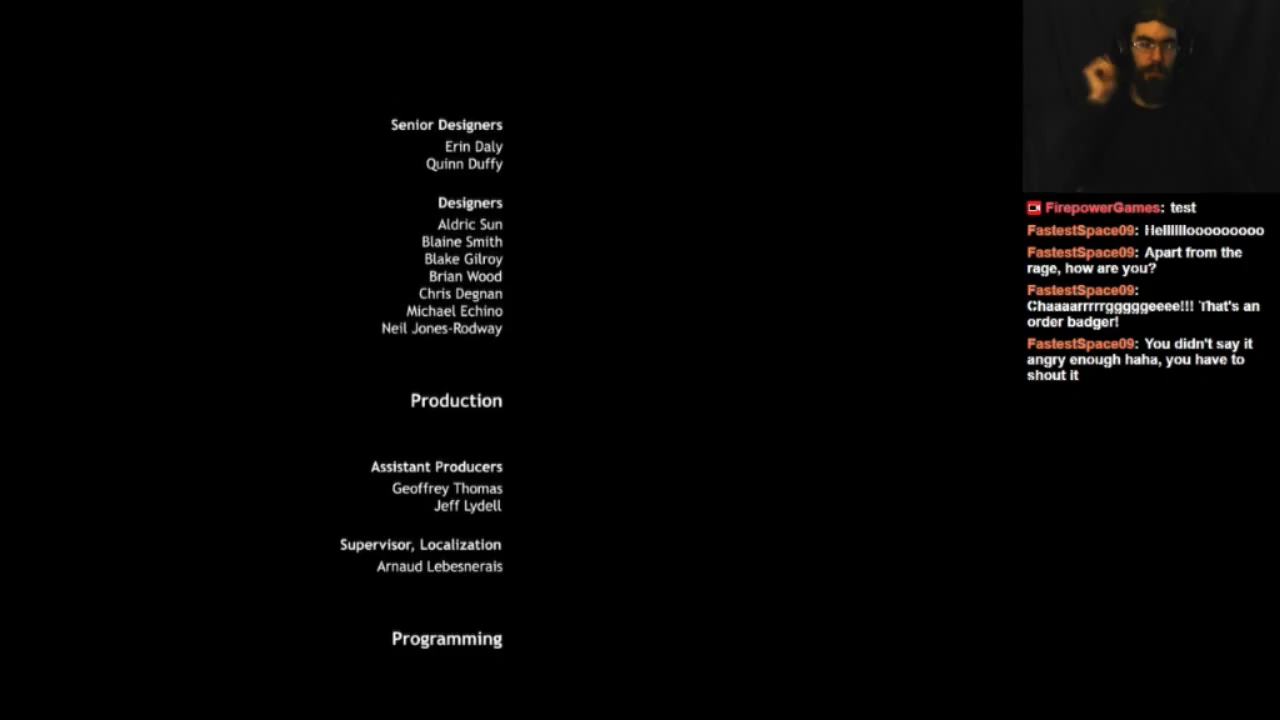 Senior Designers
Erin Daly
Quinn Duffy
Designers
Aldric Sun
Blaine Smith
Blake Gilroy
Brian Wood
Chris Degnan
Michael Echino
Neil Jones-Rodway
Production
Assistant Producers
Geoffrey Thomas
Jeff Lydell
Supervisor, Localization
Arnaud Lebesnerais
Programming
FirepowerGames: test
FastestSpace09: Helllllllooooooooo
FastestSpace09: Apart from the
rage, how are you?
FastestSpace09:
Chaaaarrrrrgggggeeee!!! That's an
order badger!
FastestSpace09: You didn't say it
angry enough haha, you have to
shout it